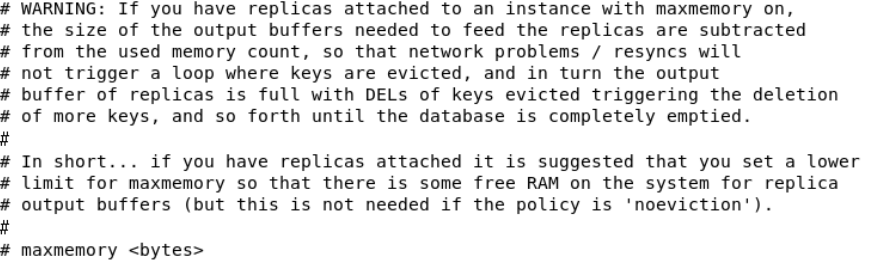 # WARNING: If you have replicas attached to an instance with maxmemory on,
# the size of the output buffers needed to feed the replicas are subtracted
# from the used memory count, so that network problems / resyncs will
# not trigger a loop where keys are evicted, and in turn the output
# buffer of replicas is full with DELs of keys evicted triggering the deletion
# of more keys, and so forth until the database is completely emptied.
#
# In short... if you have replicas attached it is suggested that you set a lower
# limit for maxmemory so that there is some free RAM on the system for replica
# output buffers (but this is not needed if the policy is 'noeviction').
#
# maxmemory <bytes>